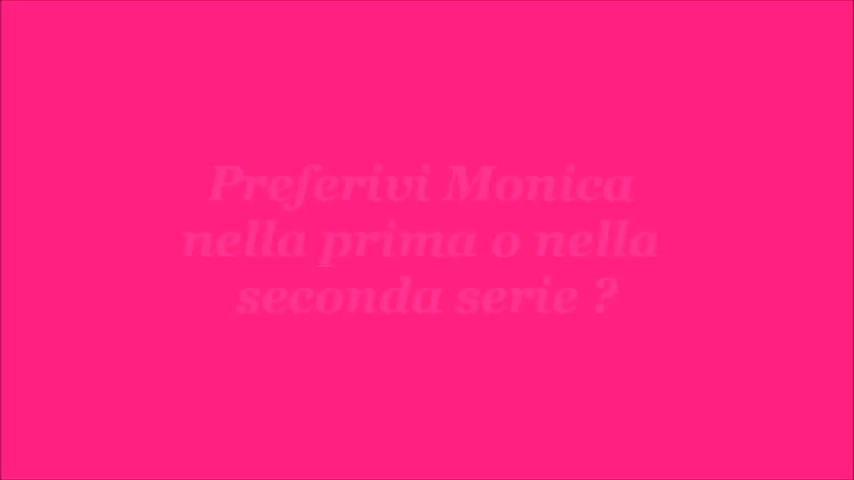 Preferivi Monica
nella prima o nella
seconda serie ?